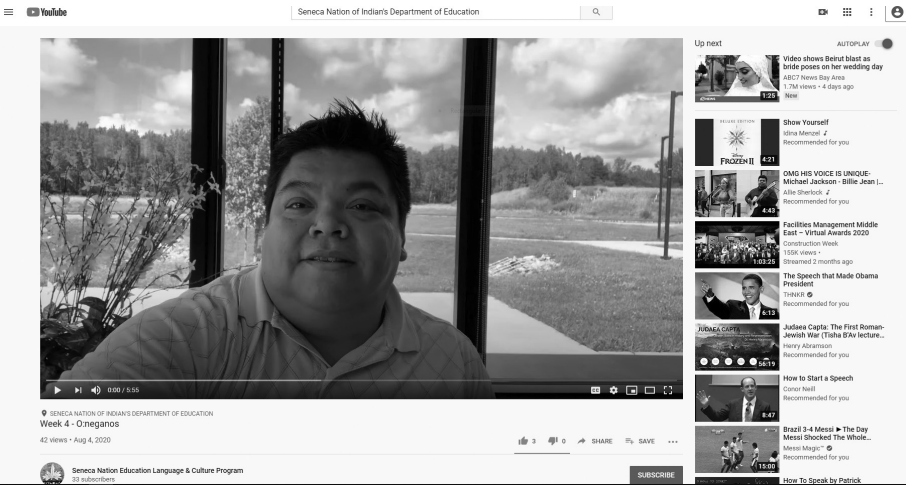 YouTube
Seneca Nation of Indian's Department of Education
Up next
AUTOPLAY
Video shows Beirut blast as
bride poses on her wedding day
ABC7 News Bay Area
1.7M views • 4 days ago
New
1:25
Show Yourself
Idina Menzel
Recommended for you
DELUXE EDITION
Disney
FROZEN II
4:21
OMG HIS VOICE IS UNIQUE-
Michael Jackson - Billie Jean |...
Allie Sherlock
Recommended for you
4:43
Facilities Management Middle
East – Virtual Awards 2020
Construction Week
155K views •
Streamed 2 months ago
1:03:25
The Speech that Made Obama
President
THNKR
Recommended for you
6:13
Judaea Capta: The First Roman-
Jewish War (Tisha B'Av lecture...
Henry Abramson
Recommended for you
JUDAEA CAPTA
56:19
How to Start a Speech
Conor Neill
Recommended for you
8:47
Brazil 3-4 Messi ►The Day
Messi Shocked The Whole...
Messi Magic™
Recommended for you
15:00
How To Speak by Patrick
0:00 / 5:55
CC
SENECA NATION OF INDIAN'S DEPARTMENT OF EDUCATION
Week 4 - O:neganos
42 views • Aug 4, 2020
3
0
SHARE
SAVE
Seneca Nation Education Language & Culture Program
33 subscribers
SUBSCRIBE